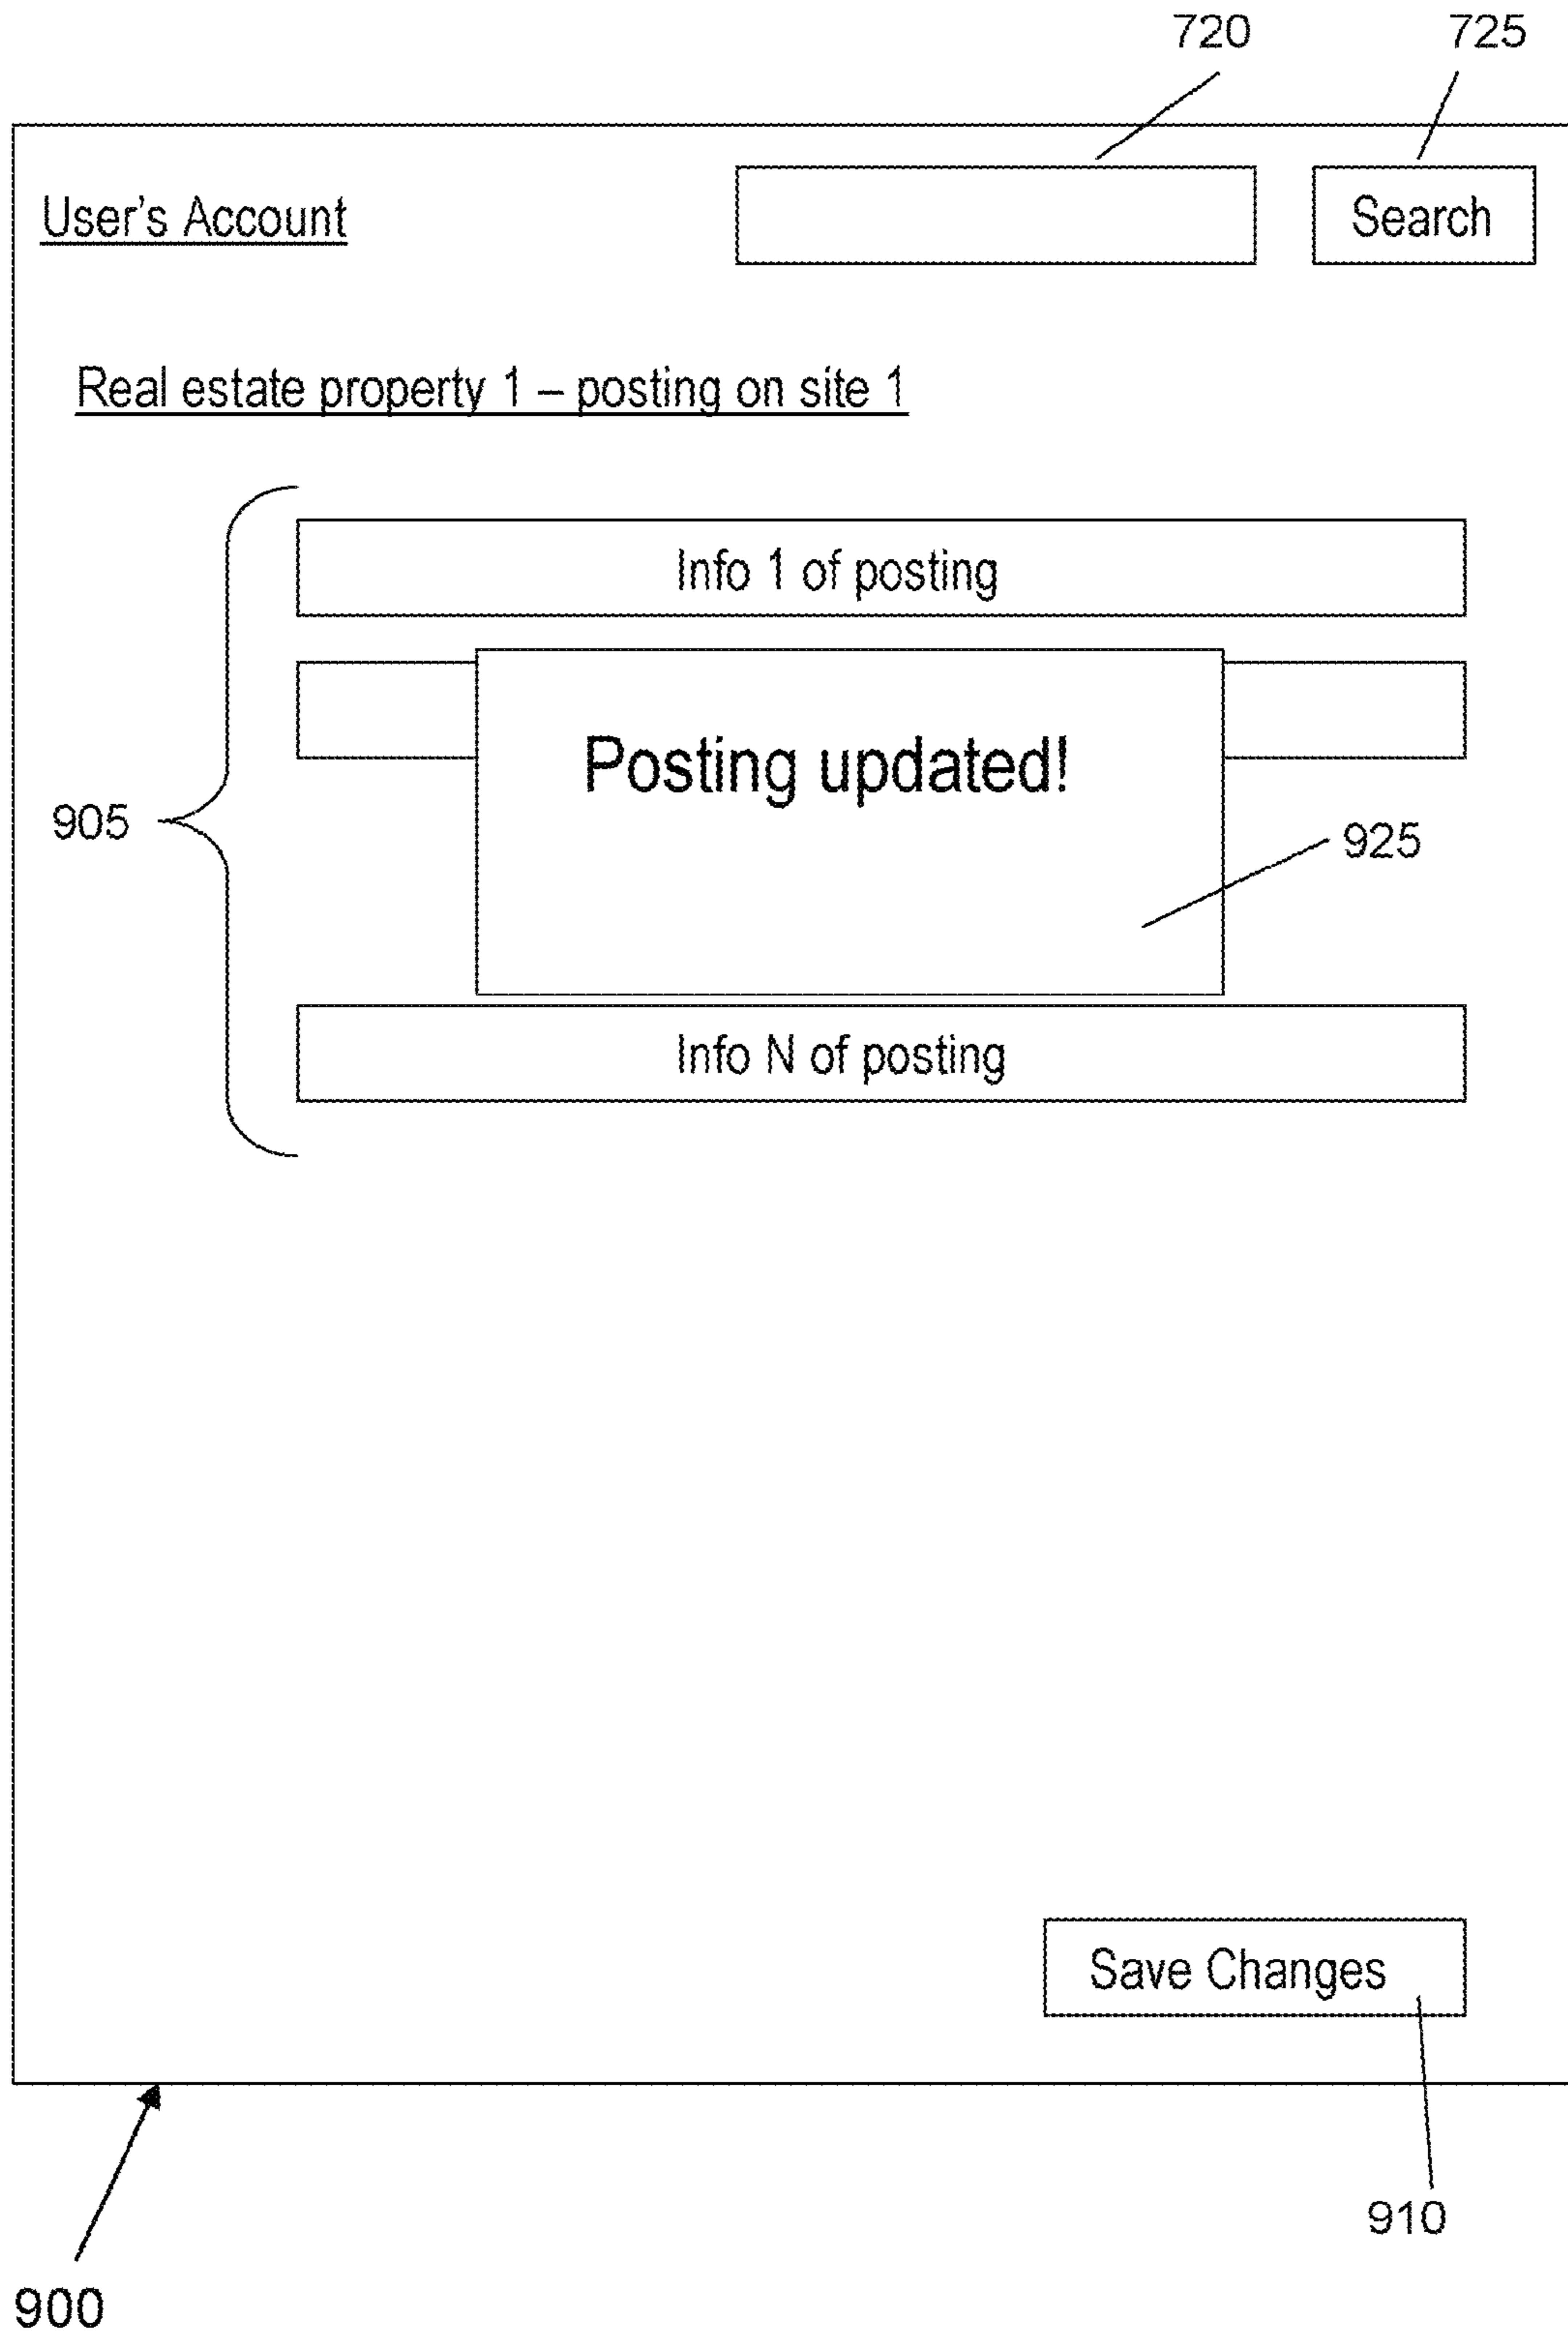 720
725
User's Account
Search
Real estate property 1 – posting on site 1
Info 1 of posting
Posting updated!
905
925
Info N of posting
Save Changes
910
900